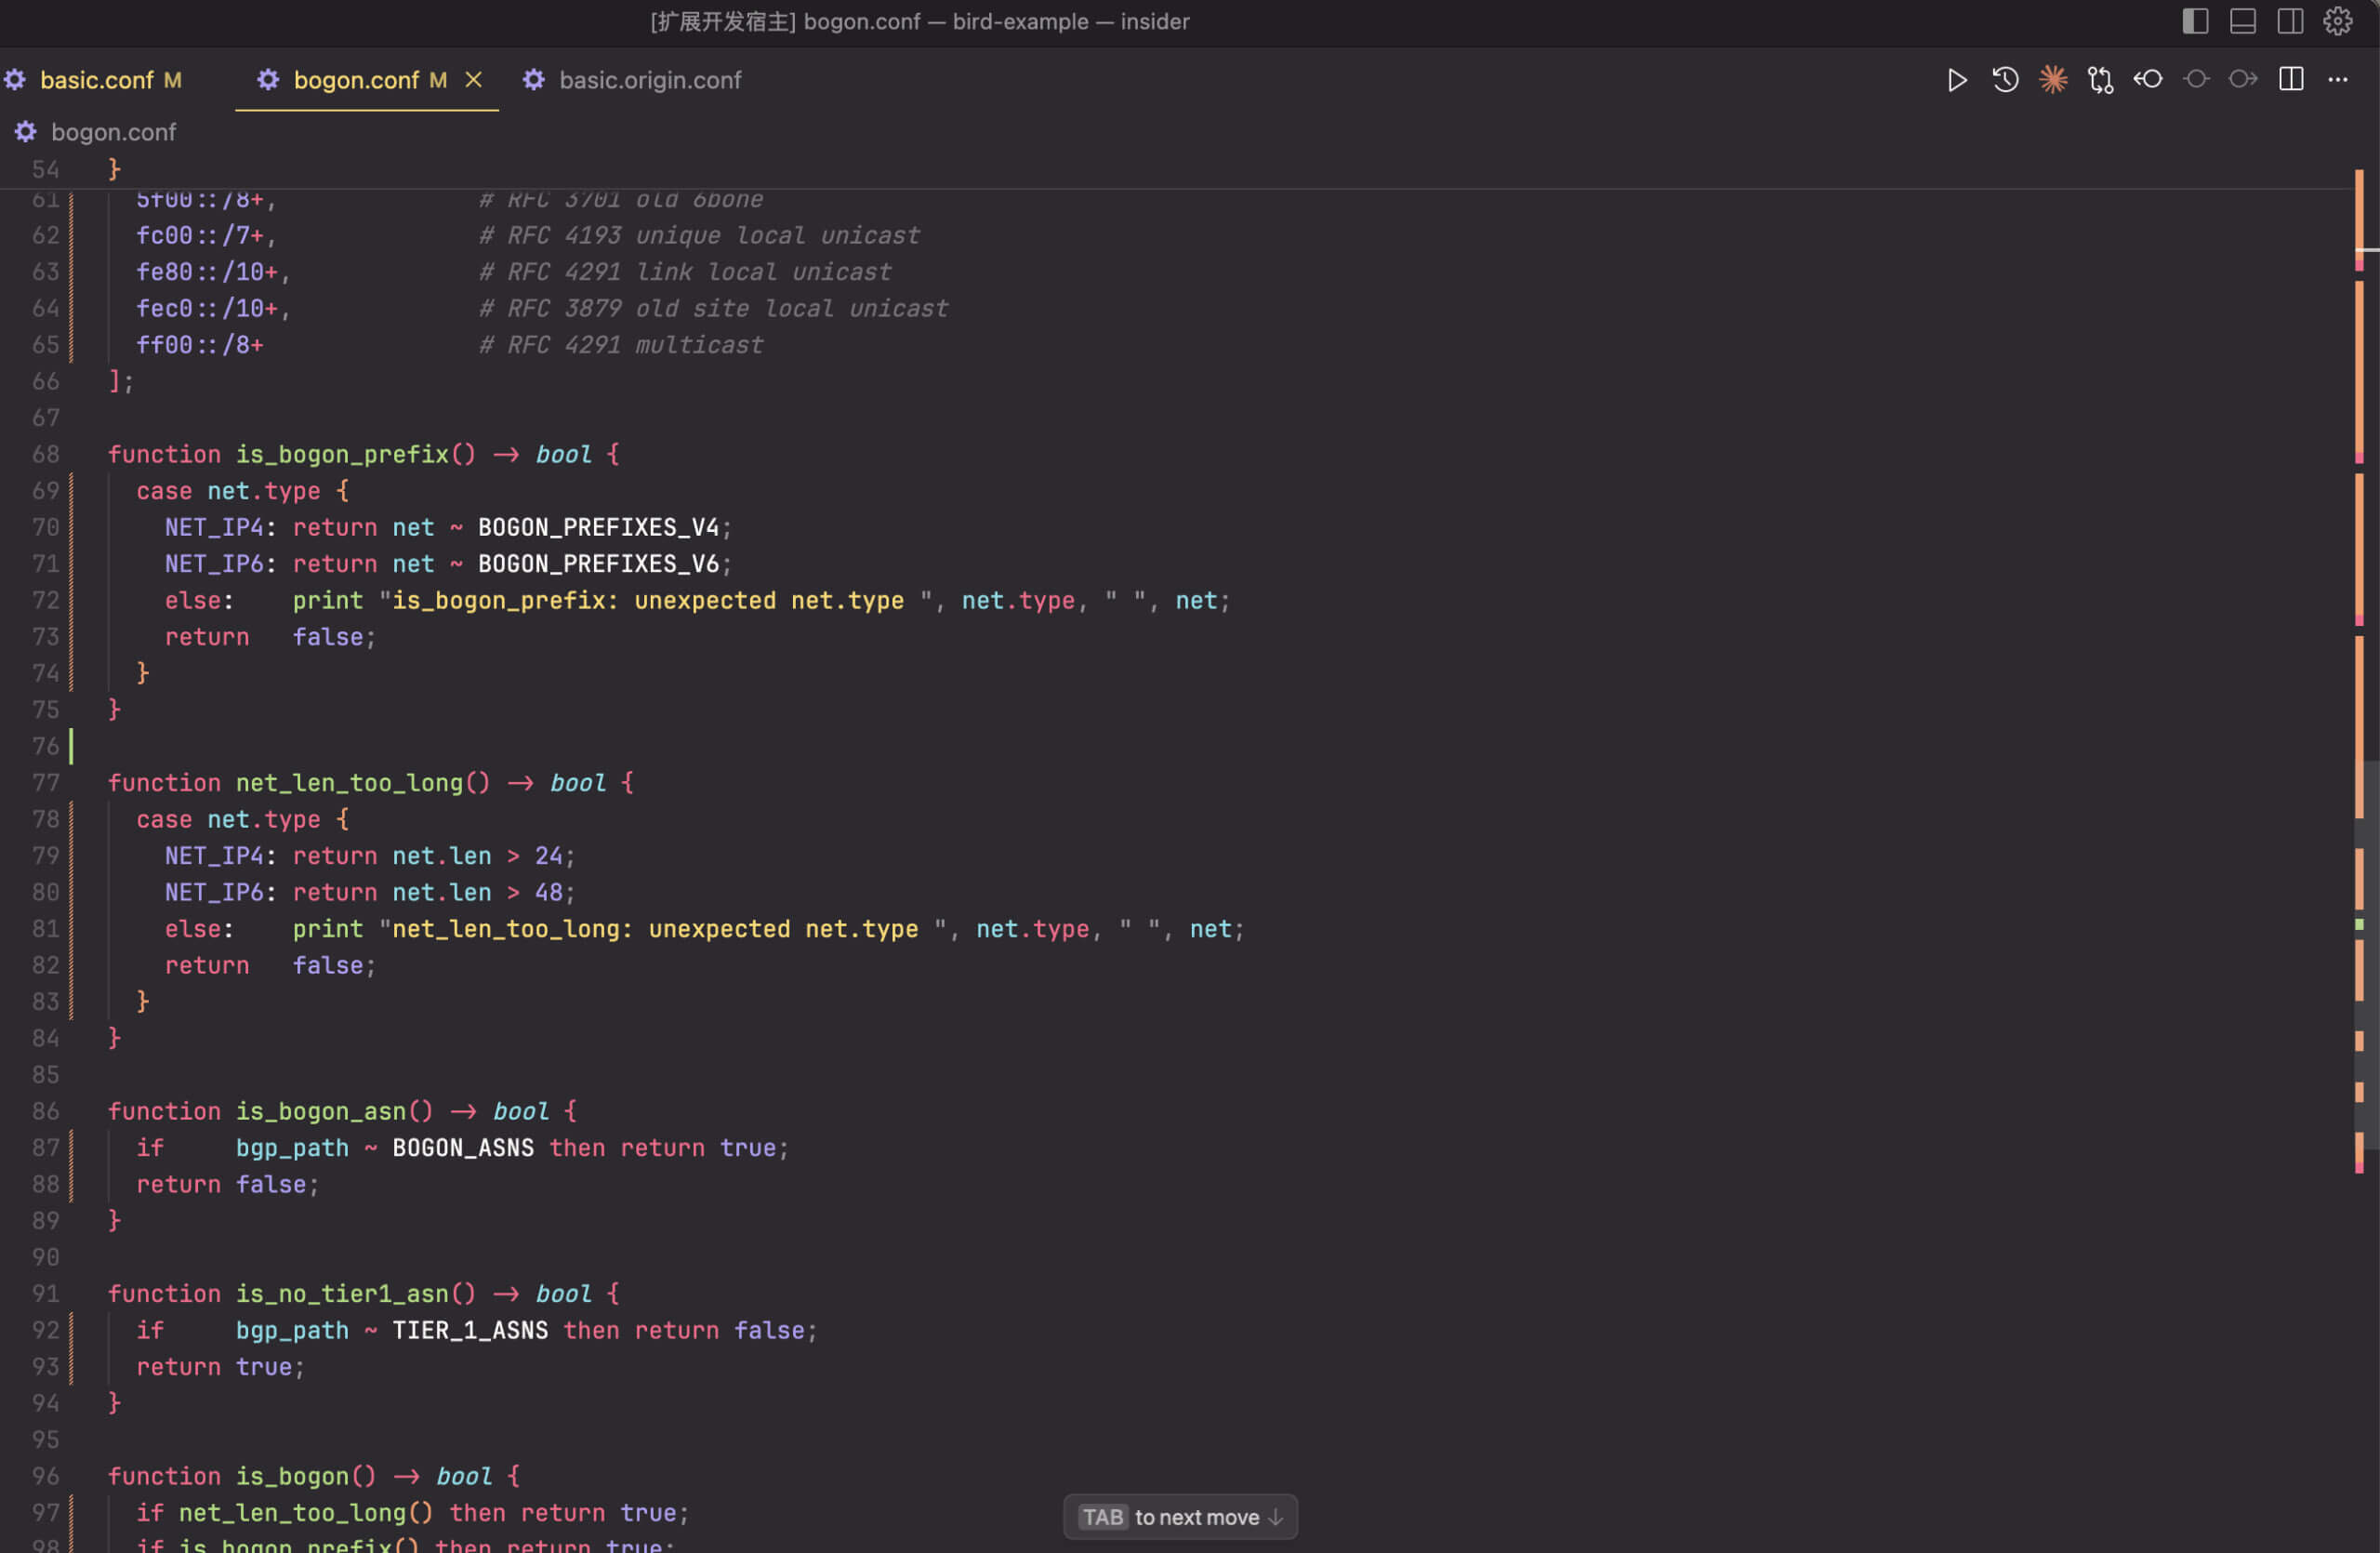 [扩展开发宿主] bogon.conf — bird-example — insider
basic.conf M bogon.conf M basic.origin.conf
bogon.conf
54 }
61 5f00::/8+, # RFC 3701 old 6bone
62 fc00::/7+, # RFC 4193 unique local unicast
63 fe80::/10+, # RFC 4291 link local unicast
64 fec0::/10+, # RFC 3879 old site local unicast
65 ff00::/8+ # RFC 4291 multicast
66 ];
67
68 function is_bogon_prefix() -> bool {
69 case net.type {
70 NET_IP4: return net ~ BOGON_PREFIXES_V4;
71 NET_IP6: return net ~ BOGON_PREFIXES_V6;
72 else: print "is_bogon_prefix: unexpected net.type ", net.type, " ", net;
73 return false;
74 }
75 }
76
77 function net_len_too_long() -> bool {
78 case net.type {
79 NET_IP4: return net.len > 24;
80 NET_IP6: return net.len > 48;
81 else: print "net_len_too_long: unexpected net.type ", net.type, " ", net;
82 return false;
83 }
84 }
85
86 function is_bogon_asn() -> bool {
87 if bgp_path ~ BOGON_ASNS then return true;
88 return false;
89 }
90
91 function is_no_tier1_asn() -> bool {
92 if bgp_path ~ TIER_1_ASNS then return false;
93 return true;
94 }
95
96 function is_bogon() -> bool {
97 if net_len_too_long() then return true;
98 if is_bogon_prefix() then return true;
TAB to next move ↓